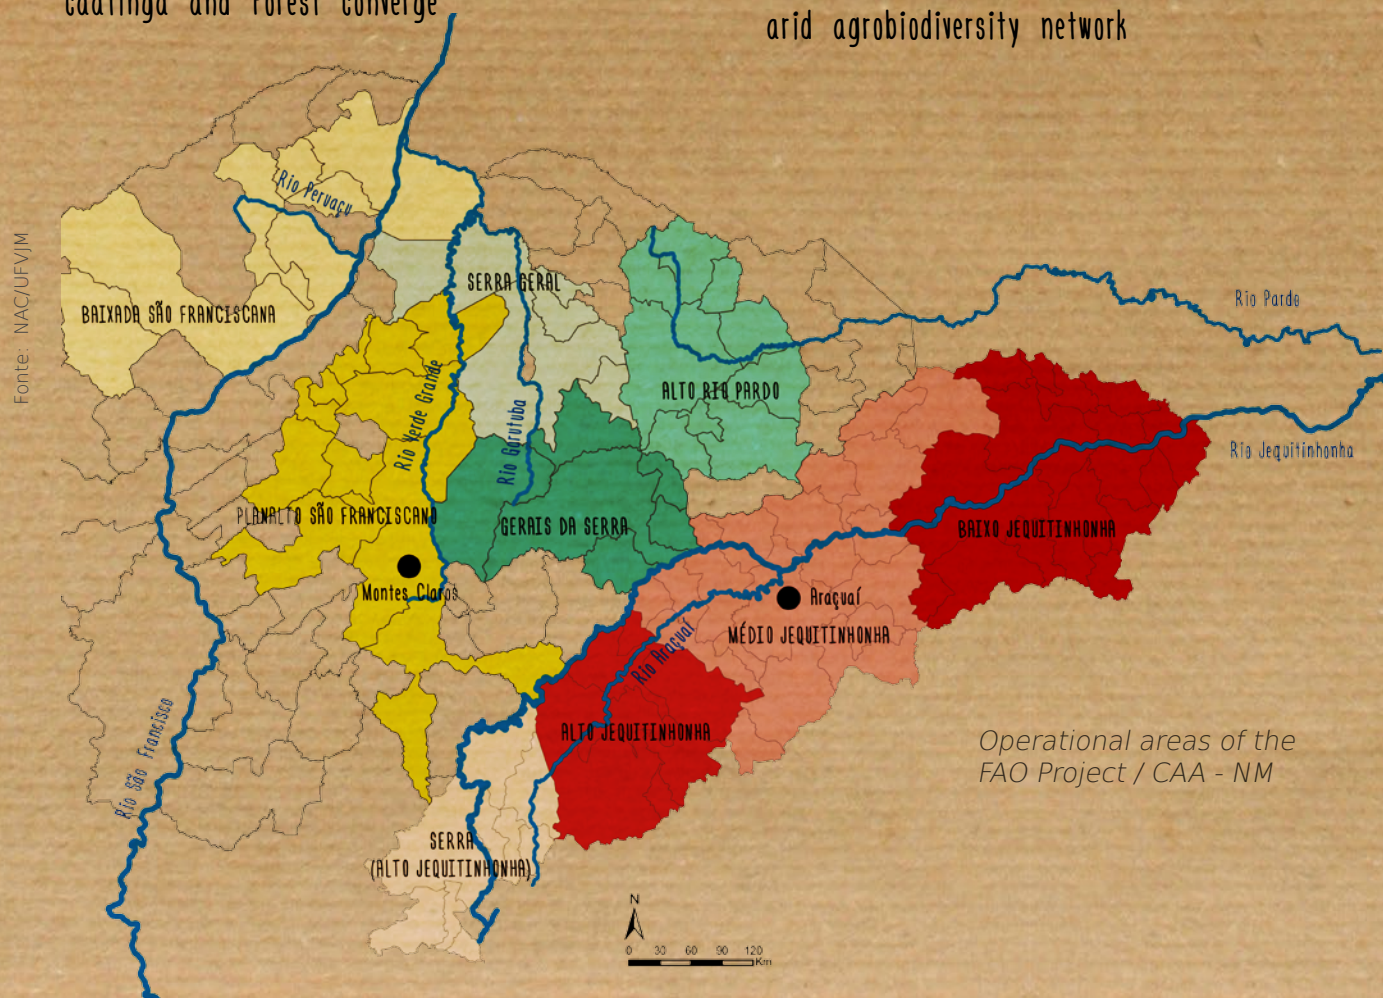 caatinga and forest converge
arid agrobiodiversity network
Fonte: NAC/UFVJM
Rio Peruaçu
BAIXADA SÃO FRANCISCANA
SERRA GERAL
Rio Pardo
ALTO RIO PARDO
Rio Verde Grande
Rio Gorutuba
Rio Jequitinhonha
PLANALTO SÃO FRANCISCANO
GERAIS DA SERRA
BAIXO JEQUITINHONHA
Montes Claros
Araçuaí
MÉDIO JEQUITINHONHA
Rio Araçuaí
Rio São Francisco
ALTO JEQUITINHONHA
Operational areas of the
FAO Project / CAA - NM
SERRA
(ALTO JEQUITINHONHA)
N
0 30 60 90 120
Km